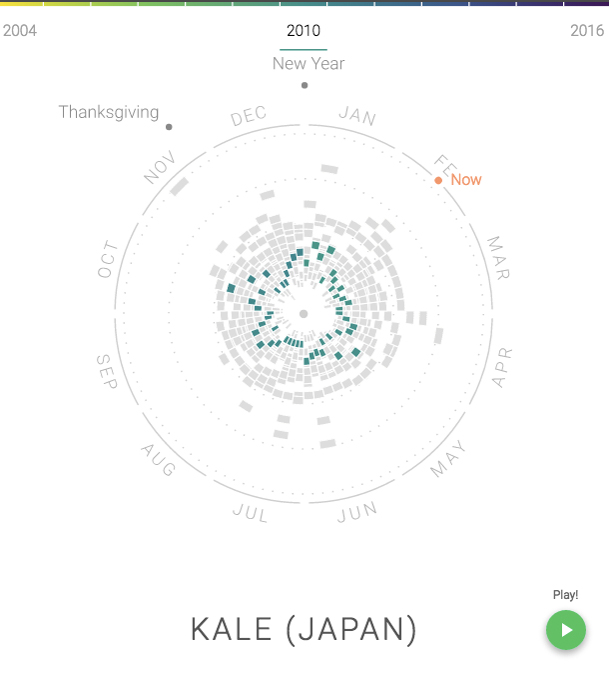 2004
2010
2016
New Year
Thanksgiving
DEC
JAN
NOV
Now
OCT
MAR
SEP
APR
AUG
MAY
JUL
JUN
Play!
KALE (JAPAN)